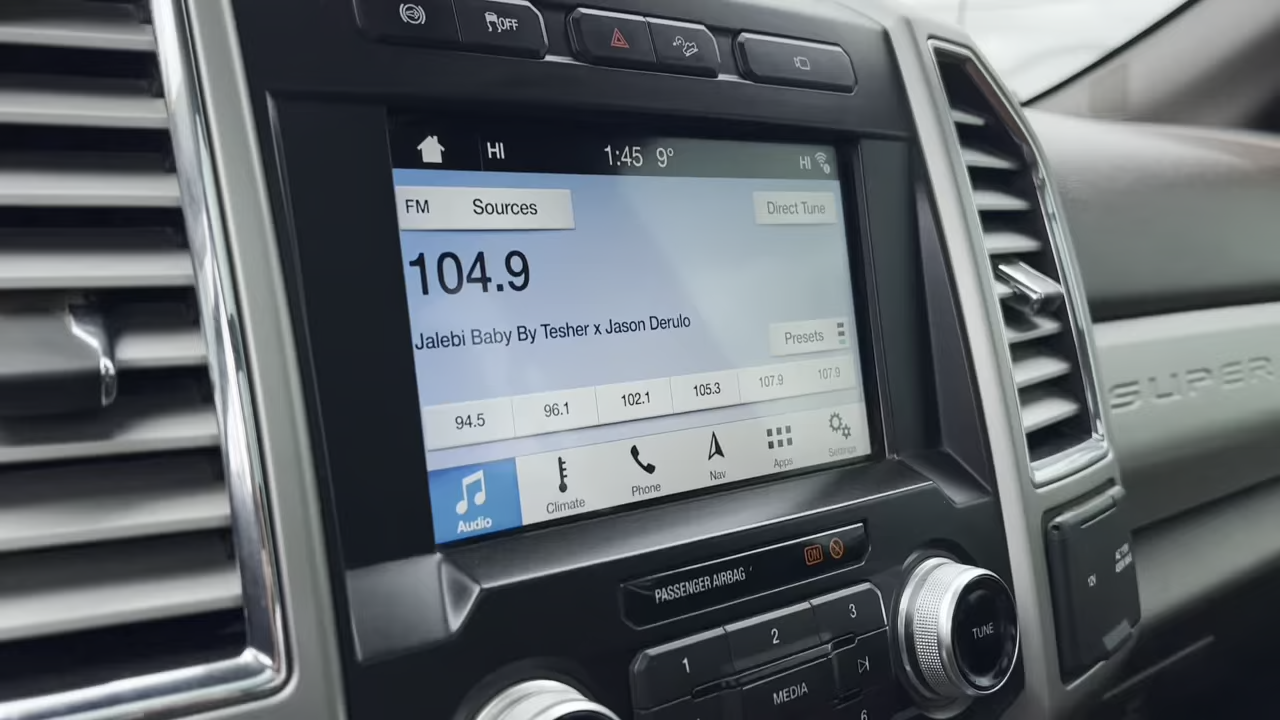 OFF
HI 1:45 9° HI
FM Sources Direct Tune
104.9
Jalebi Baby By Tesher x Jason Derulo
Presets
94.5 96.1 102.1 105.3 107.9 107.9
Audio Climate Phone Nav Apps Settings
SUPER
PASSENGER AIRBAG ON
12V
1 2 3
TUNE
MEDIA
6